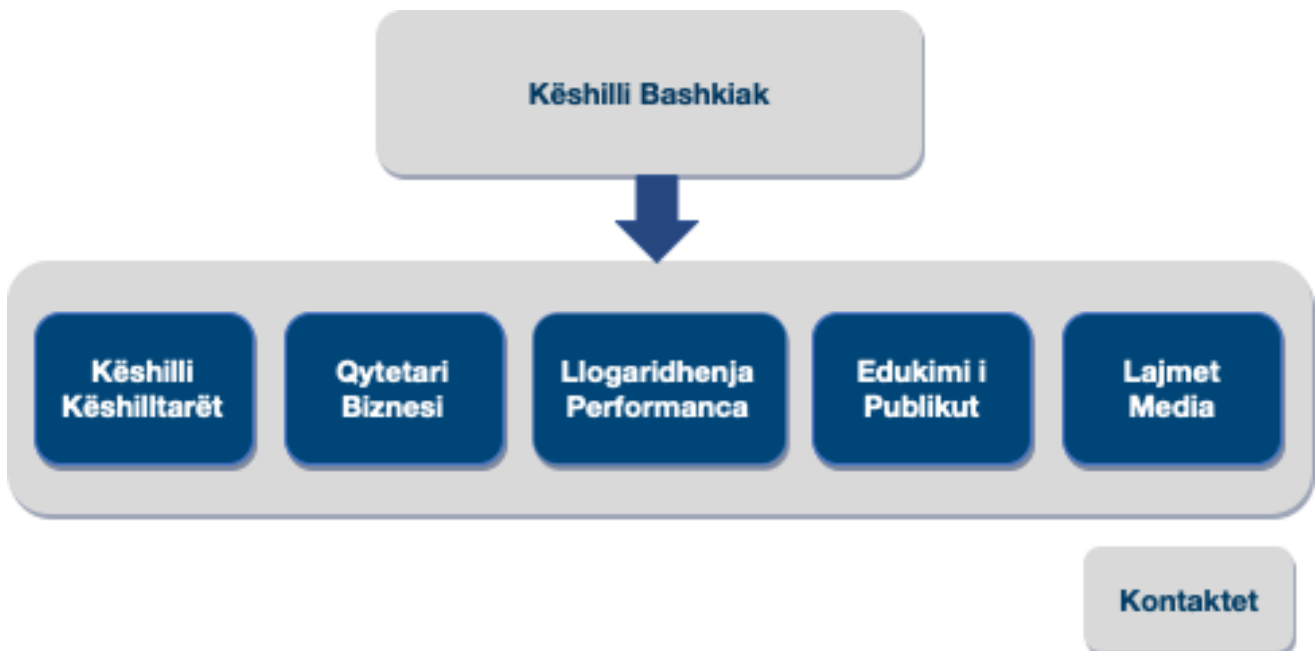 Këshilli Bashkiak
Këshilli
Këshilltarët
Qytetari
Biznesi
Llogaridhenja
Performanca
Edukimi i
Publikut
Lajmet
Media
Kontaktet